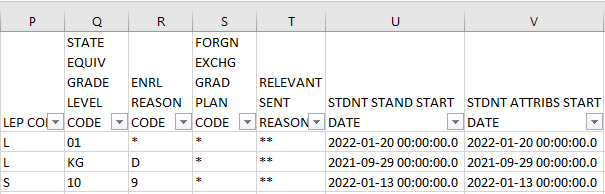 P Q R S T U V
STATE FORGN
EQUIV EXCHG
GRADE ENRL GRAD RELEVANT
LEVEL REASON PLAN SENT STDNT STAND START STDNT ATTRIBS START
LEP COI CODE CODE CODE REASON DATE DATE
L 01 * * ** 2022-01-20 00:00:00.0 2022-01-20 00:00:00.0
L KG D * ** 2021-09-29 00:00:00.0 2021-09-29 00:00:00.0
S 10 9 * ** 2022-01-13 00:00:00.0 2022-01-13 00:00:00.0